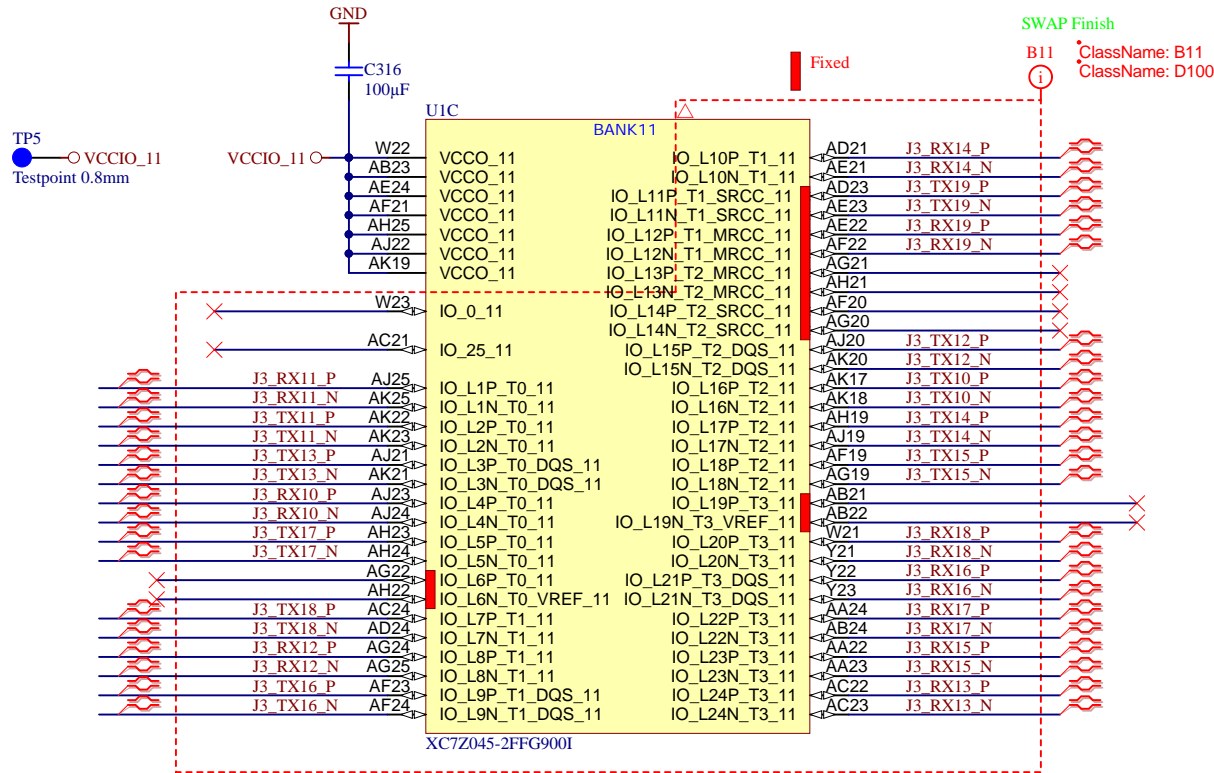 GND
SWAP Finish
B11
i
ClassName: B11
ClassName: D100
Fixed
C316
100µF
U1C
BANK11
TP5
VCCIO_11
Testpoint 0.8mm
VCCIO_11
W22 VCCO_11
AB23 VCCO_11
AE24 VCCO_11
AF21 VCCO_11
AH25 VCCO_11
AJ22 VCCO_11
AK19 VCCO_11
W23 IO_0_11
AC21 IO_25_11
J3_RX11_P AJ25 IO_L1P_T0_11
J3_RX11_N AK25 IO_L1N_T0_11
J3_TX11_P AK22 IO_L2P_T0_11
J3_TX11_N AK23 IO_L2N_T0_11
J3_TX13_P AJ21 IO_L3P_T0_DQS_11
J3_TX13_N AK21 IO_L3N_T0_DQS_11
J3_RX10_P AJ23 IO_L4P_T0_11
J3_RX10_N AJ24 IO_L4N_T0_11
J3_TX17_P AH23 IO_L5P_T0_11
J3_TX17_N AH24 IO_L5N_T0_11
AG22 IO_L6P_T0_11
AH22 IO_L6N_T0_VREF_11
J3_TX18_P AC24 IO_L7P_T1_11
J3_TX18_N AD24 IO_L7N_T1_11
J3_RX12_P AG24 IO_L8P_T1_11
J3_RX12_N AG25 IO_L8N_T1_11
J3_TX16_P AF23 IO_L9P_T1_DQS_11
J3_TX16_N AF24 IO_L9N_T1_DQS_11
IO_L10P_T1_11 AD21 J3_RX14_P
IO_L10N_T1_11 AE21 J3_RX14_N
IO_L11P_T1_SRCC_11 AD23 J3_TX19_P
IO_L11N_T1_SRCC_11 AE23 J3_TX19_N
IO_L12P_T1_MRCC_11 AE22 J3_RX19_P
IO_L12N_T1_MRCC_11 AF22 J3_RX19_N
IO_L13P_T2_MRCC_11 AG21
IO_L13N_T2_MRCC_11 AH21
IO_L14P_T2_SRCC_11 AF20
IO_L14N_T2_SRCC_11 AG20
IO_L15P_T2_DQS_11 AJ20 J3_TX12_P
IO_L15N_T2_DQS_11 AK20 J3_TX12_N
IO_L16P_T2_11 AK17 J3_TX10_P
IO_L16N_T2_11 AK18 J3_TX10_N
IO_L17P_T2_11 AH19 J3_TX14_P
IO_L17N_T2_11 AJ19 J3_TX14_N
IO_L18P_T2_11 AF19 J3_TX15_P
IO_L18N_T2_11 AG19 J3_TX15_N
IO_L19P_T3_11 AB21
IO_L19N_T3_VREF_11 AB22
IO_L20P_T3_11 W21 J3_RX18_P
IO_L20N_T3_11 Y21 J3_RX18_N
IO_L21P_T3_DQS_11 Y22 J3_RX16_P
IO_L21N_T3_DQS_11 Y23 J3_RX16_N
IO_L22P_T3_11 AA24 J3_RX17_P
IO_L22N_T3_11 AB24 J3_RX17_N
IO_L23P_T3_11 AA22 J3_RX15_P
IO_L23N_T3_11 AA23 J3_RX15_N
IO_L24P_T3_11 AC22 J3_RX13_P
IO_L24N_T3_11 AC23 J3_RX13_N
XC7Z045-2FFG900I